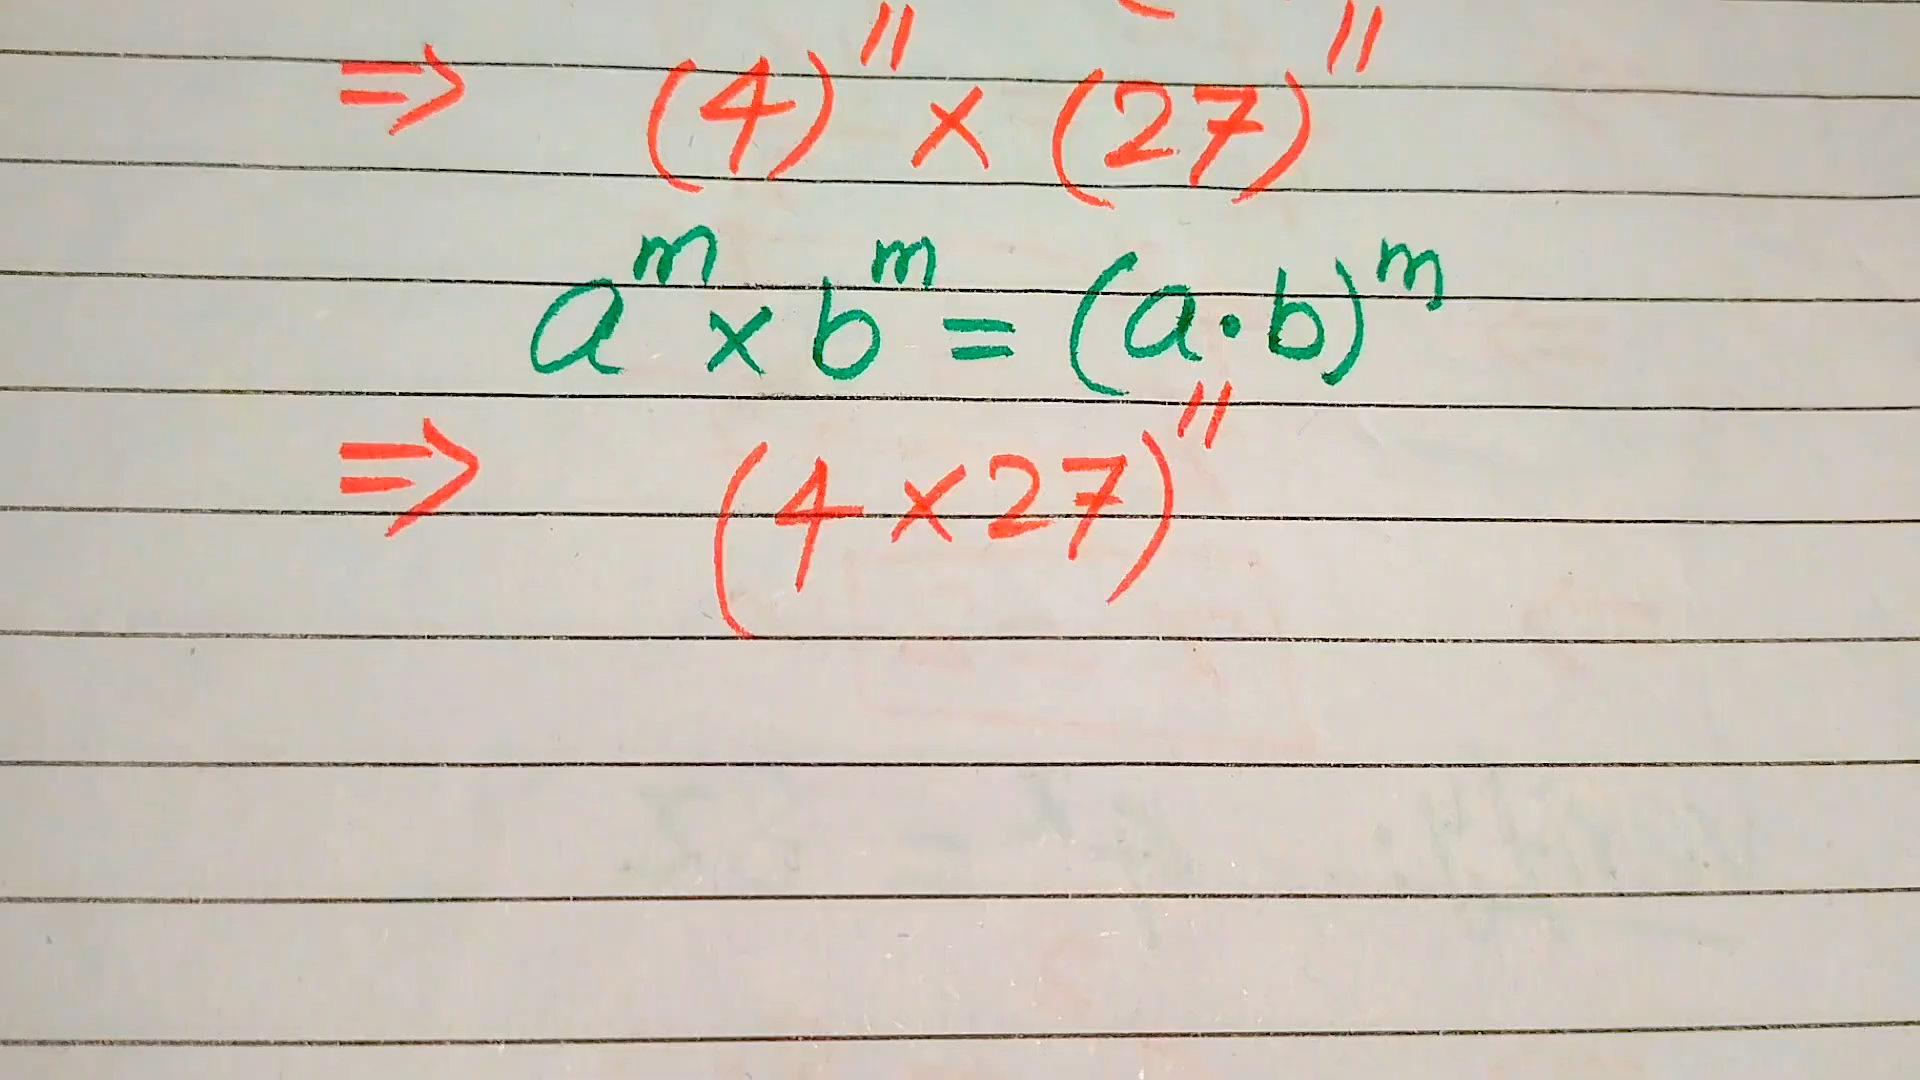 ⇒ (4)¹¹ × (27)¹¹
aᵐ × bᵐ = (a·b)ᵐ
⇒ (4 × 27)¹¹